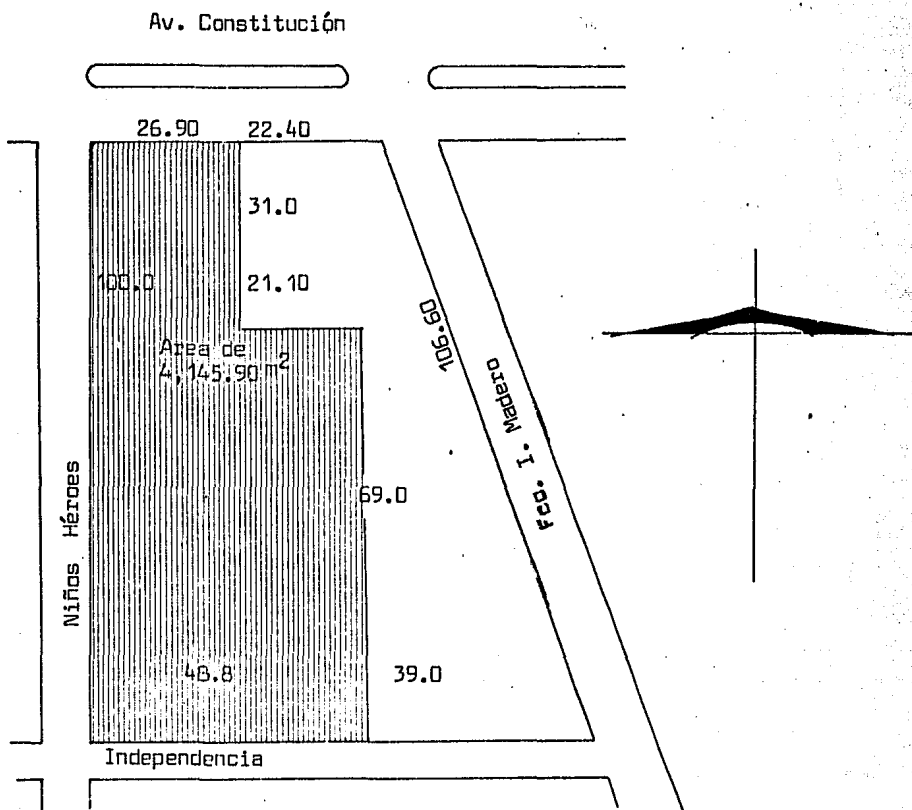 Av. Constitución
26.90 22.40
31.0
100.0 21.10
106.60
Area de
4,145.90 m²
Fco. I. Madero
Niños Héroes
69.0
48.8 39.0
Independencia